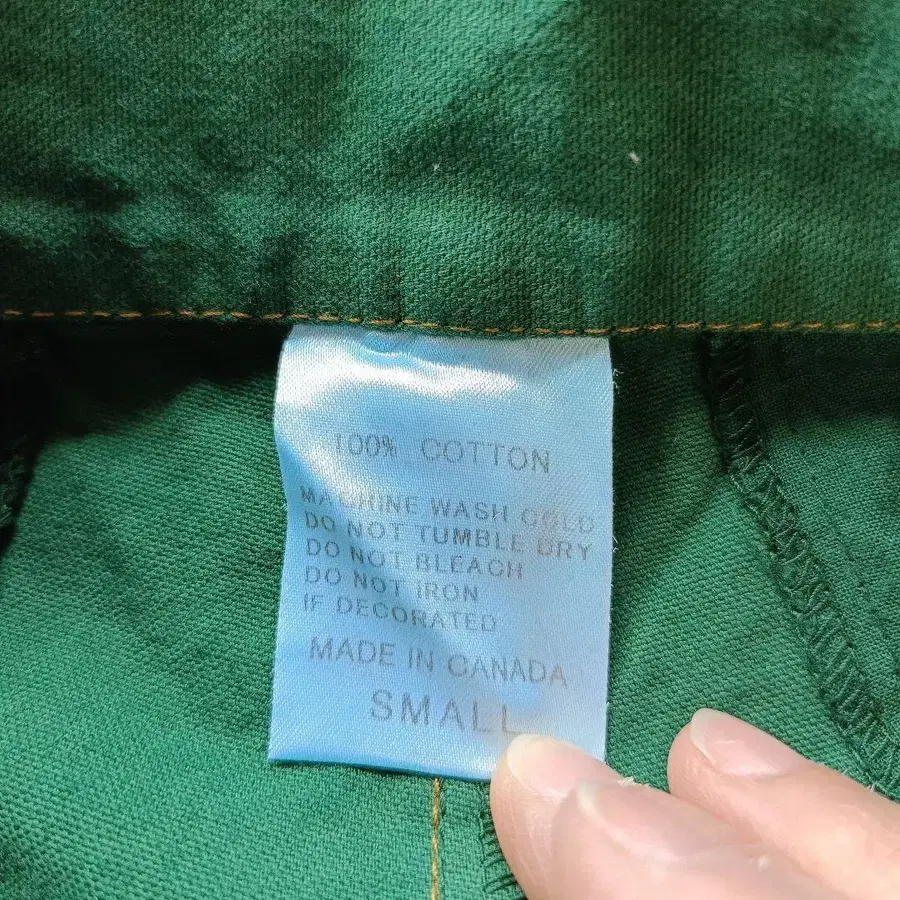 100% COTTON
MACHINE WASH COLD
DO NOT TUMBLE DRY
DO NOT BLEACH
DO NOT IRON
IF DECORATED
MADE IN CANADA
SMALL